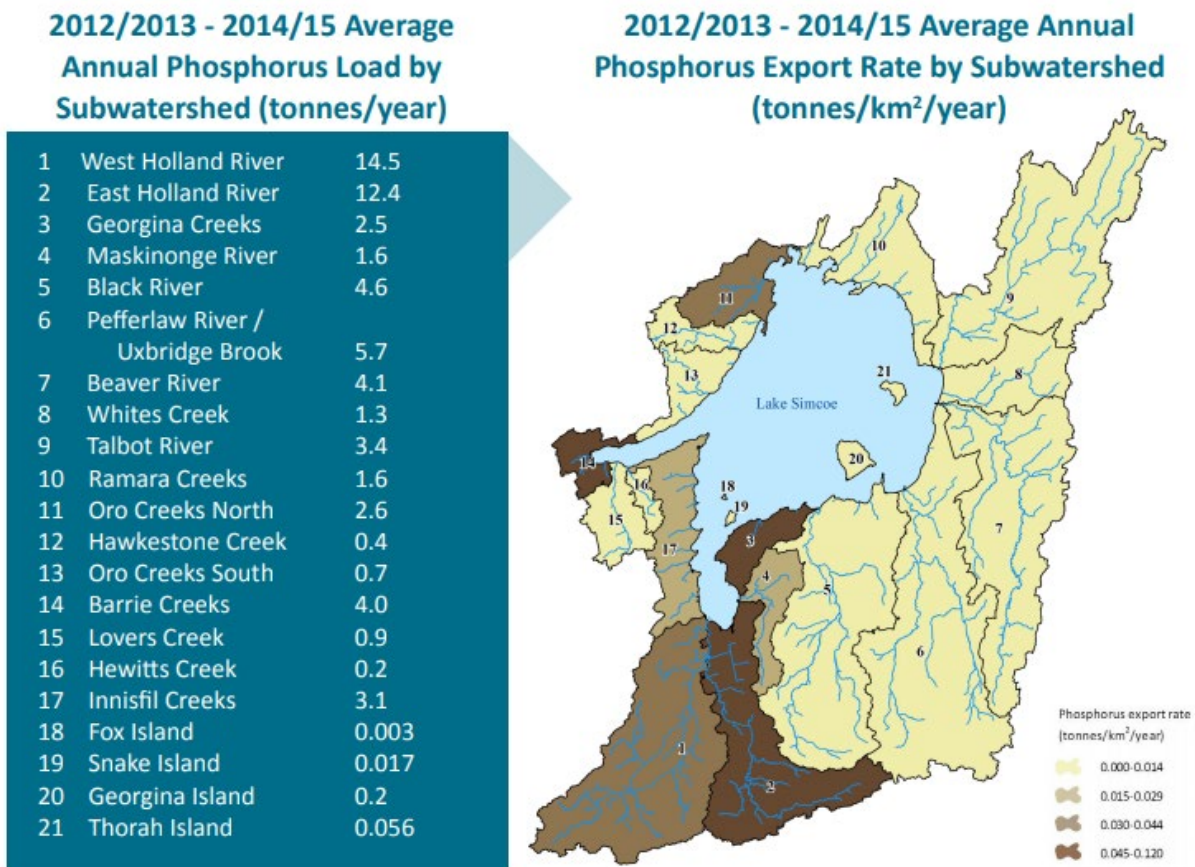 2012/2013 - 2014/15 Average
Annual Phosphorus Load by
Subwatershed (tonnes/year)
1 West Holland River 14.5
2 East Holland River 12.4
3 Georgina Creeks 2.5
4 Maskinonge River 1.6
5 Black River 4.6
6 Pefferlaw River /
Uxbridge Brook 5.7
7 Beaver River 4.1
8 Whites Creek 1.3
9 Talbot River 3.4
10 Ramara Creeks 1.6
11 Oro Creeks North 2.6
12 Hawkestone Creek 0.4
13 Oro Creeks South 0.7
14 Barrie Creeks 4.0
15 Lovers Creek 0.9
16 Hewitts Creek 0.2
17 Innisfil Creeks 3.1
18 Fox Island 0.003
19 Snake Island 0.017
20 Georgina Island 0.2
21 Thorah Island 0.056
2012/2013 - 2014/15 Average Annual
Phosphorus Export Rate by Subwatershed
(tonnes/km²/year)
10
11
9
12
13
21
8
Lake Simcoe
14
20
16
18
15
19
7
17
3
4
5
6
1
2
Phosphorus export rate
(tonnes/km²/year)
0.000-0.014
0.015-0.029
0.030-0.044
0.045-0.120